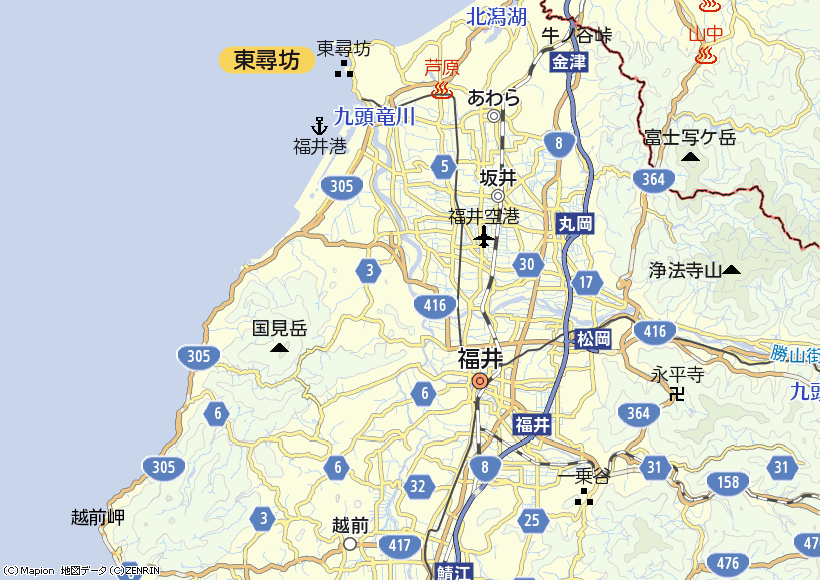 北潟湖
牛ノ谷峠
山中
東尋坊
東尋坊
金津
芦原
あわら
九頭竜川
福井港
8
富士写ケ岳
5
坂井
364
305
福井空港
丸岡
3
30
浄法寺山
17
416
国見岳
松岡
416
305
福井
勝山街
永平寺
九頭
6
6
364
福井
305
6
8
31
31
一乗谷
158
32
越前岬
3
25
越前
417
47
476
鯖江
(C) Mapion 地図データ (C)ZENRIN